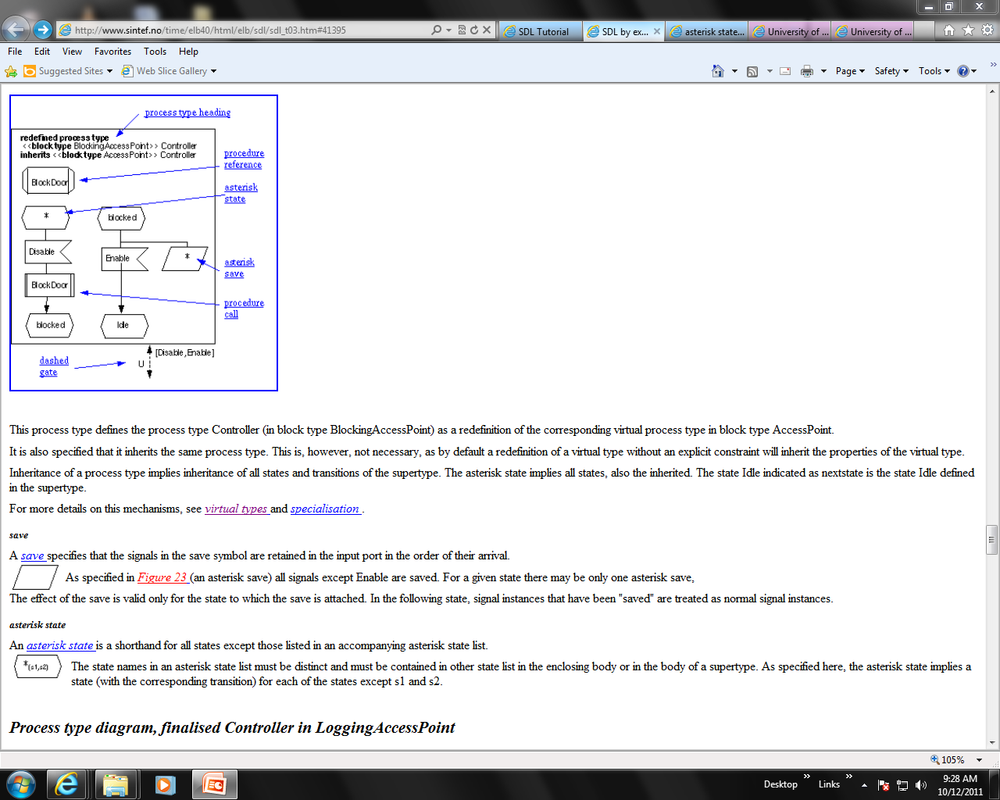 http://www.sintef.no/time/elb40/html/elb/sdl/sdl_t03.htm#41395
SDL Tutorial
SDL by ex...
asterisk state...
University of ...
University of ...
File Edit View Favorites Tools Help
Suggested Sites
Web Slice Gallery
Page
Safety
Tools
process type heading
redefined process type
<<block type BlockingAccessPoint>> Controller
inherits <<block type AccessPoint>> Controller
procedure
reference
BlockDoor
asterisk
state
*
blocked
Disable
Enable
*
asterisk
save
BlockDoor
procedure
call
blocked
Idle
[Disable,Enable]
dashed
gate
U
This process type defines the process type Controller (in block type BlockingAccessPoint) as a redefinition of the corresponding virtual process type in block type AccessPoint.
It is also specified that it inherits the same process type. This is, however, not necessary, as by default a redefinition of a virtual type without an explicit constraint will inherit the properties of the virtual type.
Inheritance of a process type implies inheritance of all states and transitions of the supertype. The asterisk state implies all states, also the inherited. The state Idle indicated as nextstate is the state Idle defined
in the supertype.
For more details on this mechanisms, see virtual types and specialisation .
save
A save specifies that the signals in the save symbol are retained in the input port in the order of their arrival.
As specified in Figure 23 (an asterisk save) all signals except Enable are saved. For a given state there may be only one asterisk save,
The effect of the save is valid only for the state to which the save is attached. In the following state, signal instances that have been "saved" are treated as normal signal instances.
asterisk state
An asterisk state is a shorthand for all states except those listed in an accompanying asterisk state list.
*(s1,s2)
The state names in an asterisk state list must be distinct and must be contained in other state list in the enclosing body or in the body of a supertype. As specified here, the asterisk state implies a
state (with the corresponding transition) for each of the states except s1 and s2.
Process type diagram, finalised Controller in LoggingAccessPoint
105%
Desktop
Links
9:28 AM
10/12/2011